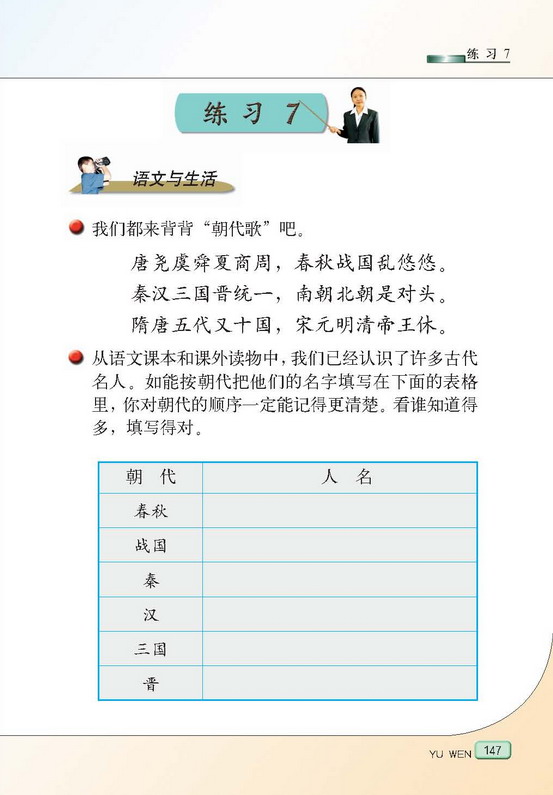 练习7
练习7
语文与生活
我们都来背背“朝代歌”吧。
唐尧虞舜夏商周，春秋战国乱悠悠。
秦汉三国晋统一，南朝北朝是对头。
隋唐五代又十国，宋元明清帝王休。
从语文课本和课外读物中，我们已经认识了许多古代
名人。如能按朝代把他们的名字填写在下面的表格
里，你对朝代的顺序一定能记得更清楚。看谁知道得
多，填写得对。
朝代 人名
春秋
战国
秦
汉
三国
晋
YU WEN 147